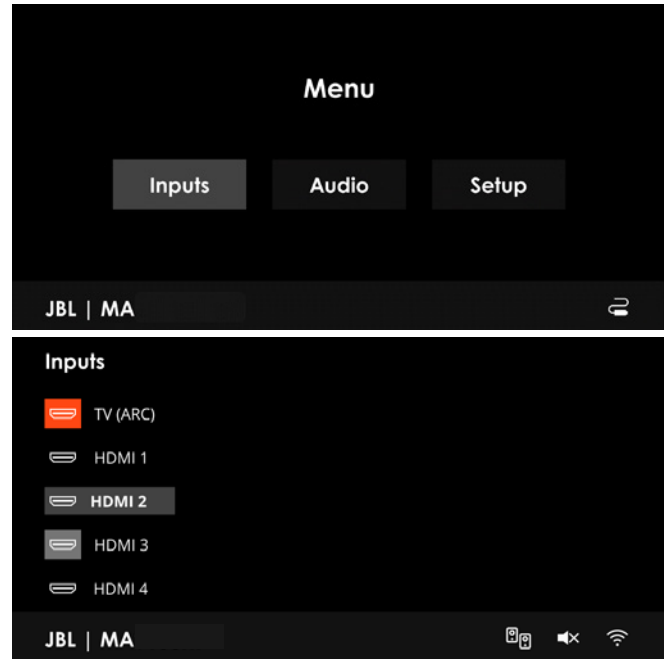 Menu
Inputs Audio Setup
JBL | MA
Inputs
TV (ARC)
HDMI 1
HDMI 2
HDMI 3
HDMI 4
JBL | MA